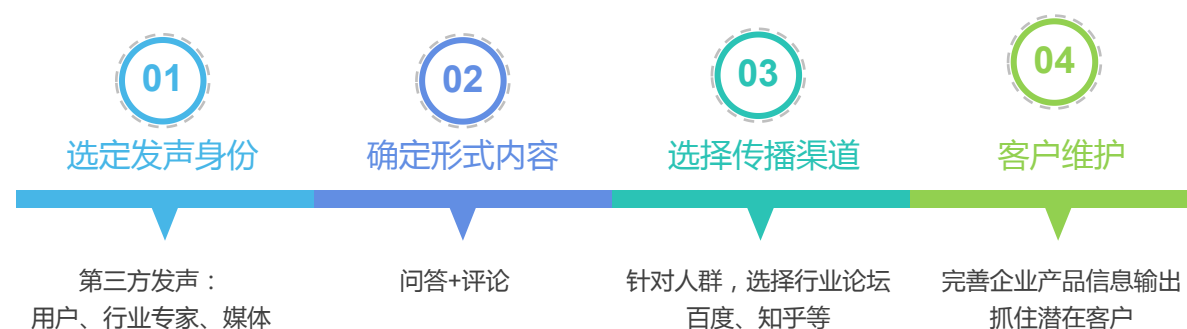 01
选定发声身份
第三方发声：
用户、行业专家、媒体
02
确定形式内容
问答+评论
03
选择传播渠道
针对人群，选择行业论坛
百度、知乎等
04
客户维护
完善企业产品信息输出
抓住潜在客户